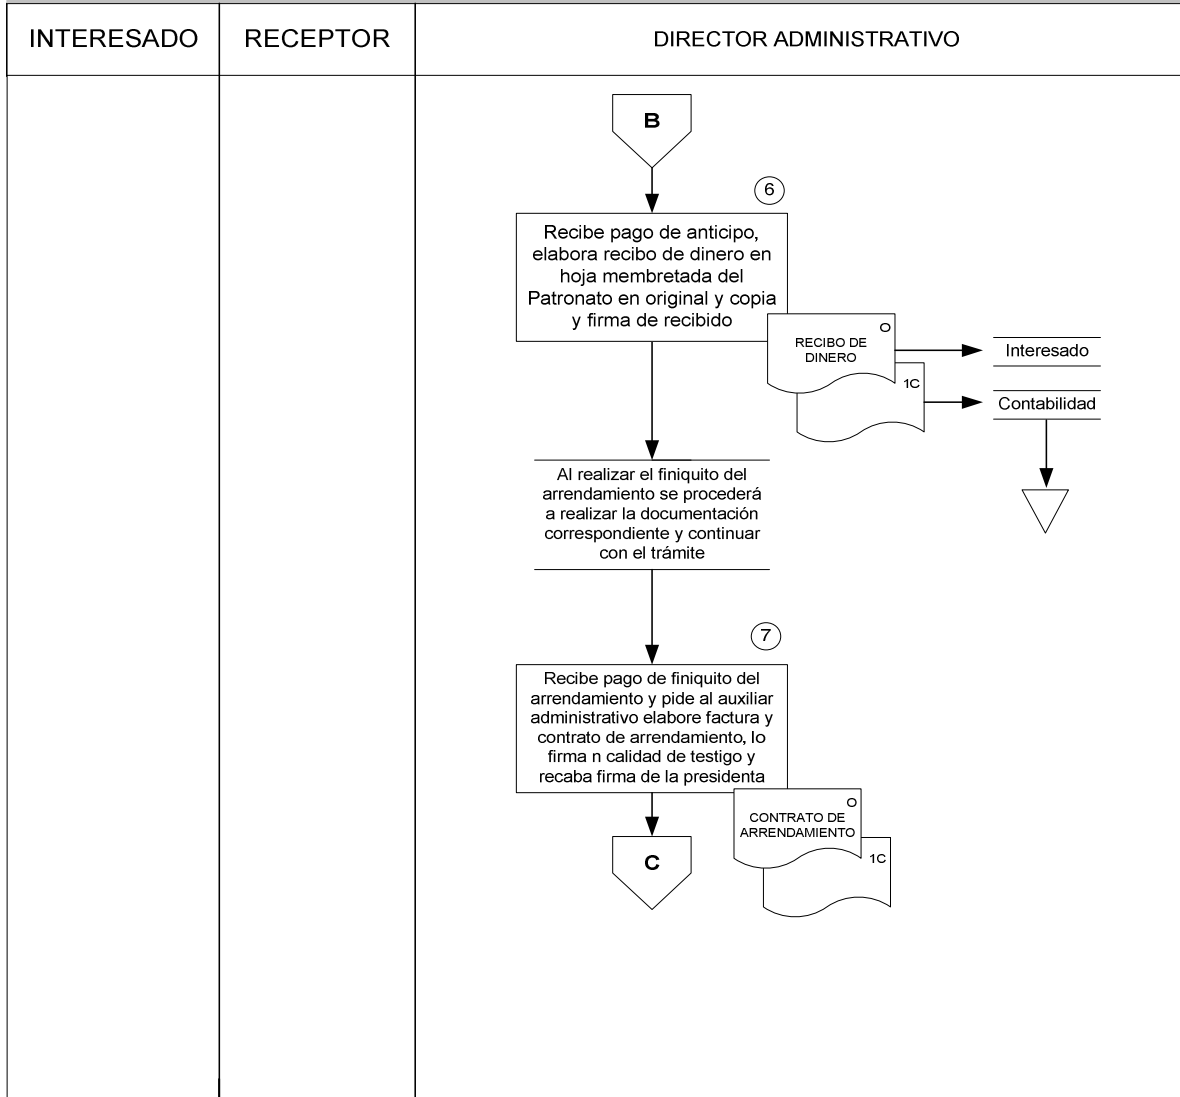 INTERESADO
RECEPTOR
DIRECTOR ADMINISTRATIVO
B
6
Recibe pago de anticipo,
elabora recibo de dinero en
hoja membretada del
Patronato en original y copia
y firma de recibido
O
RECIBO DE
DINERO
1C
Interesado
Contabilidad
Al realizar el finiquito del
arrendamiento se procederá
a realizar la documentación
correspondiente y continuar
con el trámite
7
Recibe pago de finiquito del
arrendamiento y pide al auxiliar
administrativo elabore factura y
contrato de arrendamiento, lo
firma n calidad de testigo y
recaba firma de la presidenta
O
CONTRATO DE
ARRENDAMIENTO
1C
C